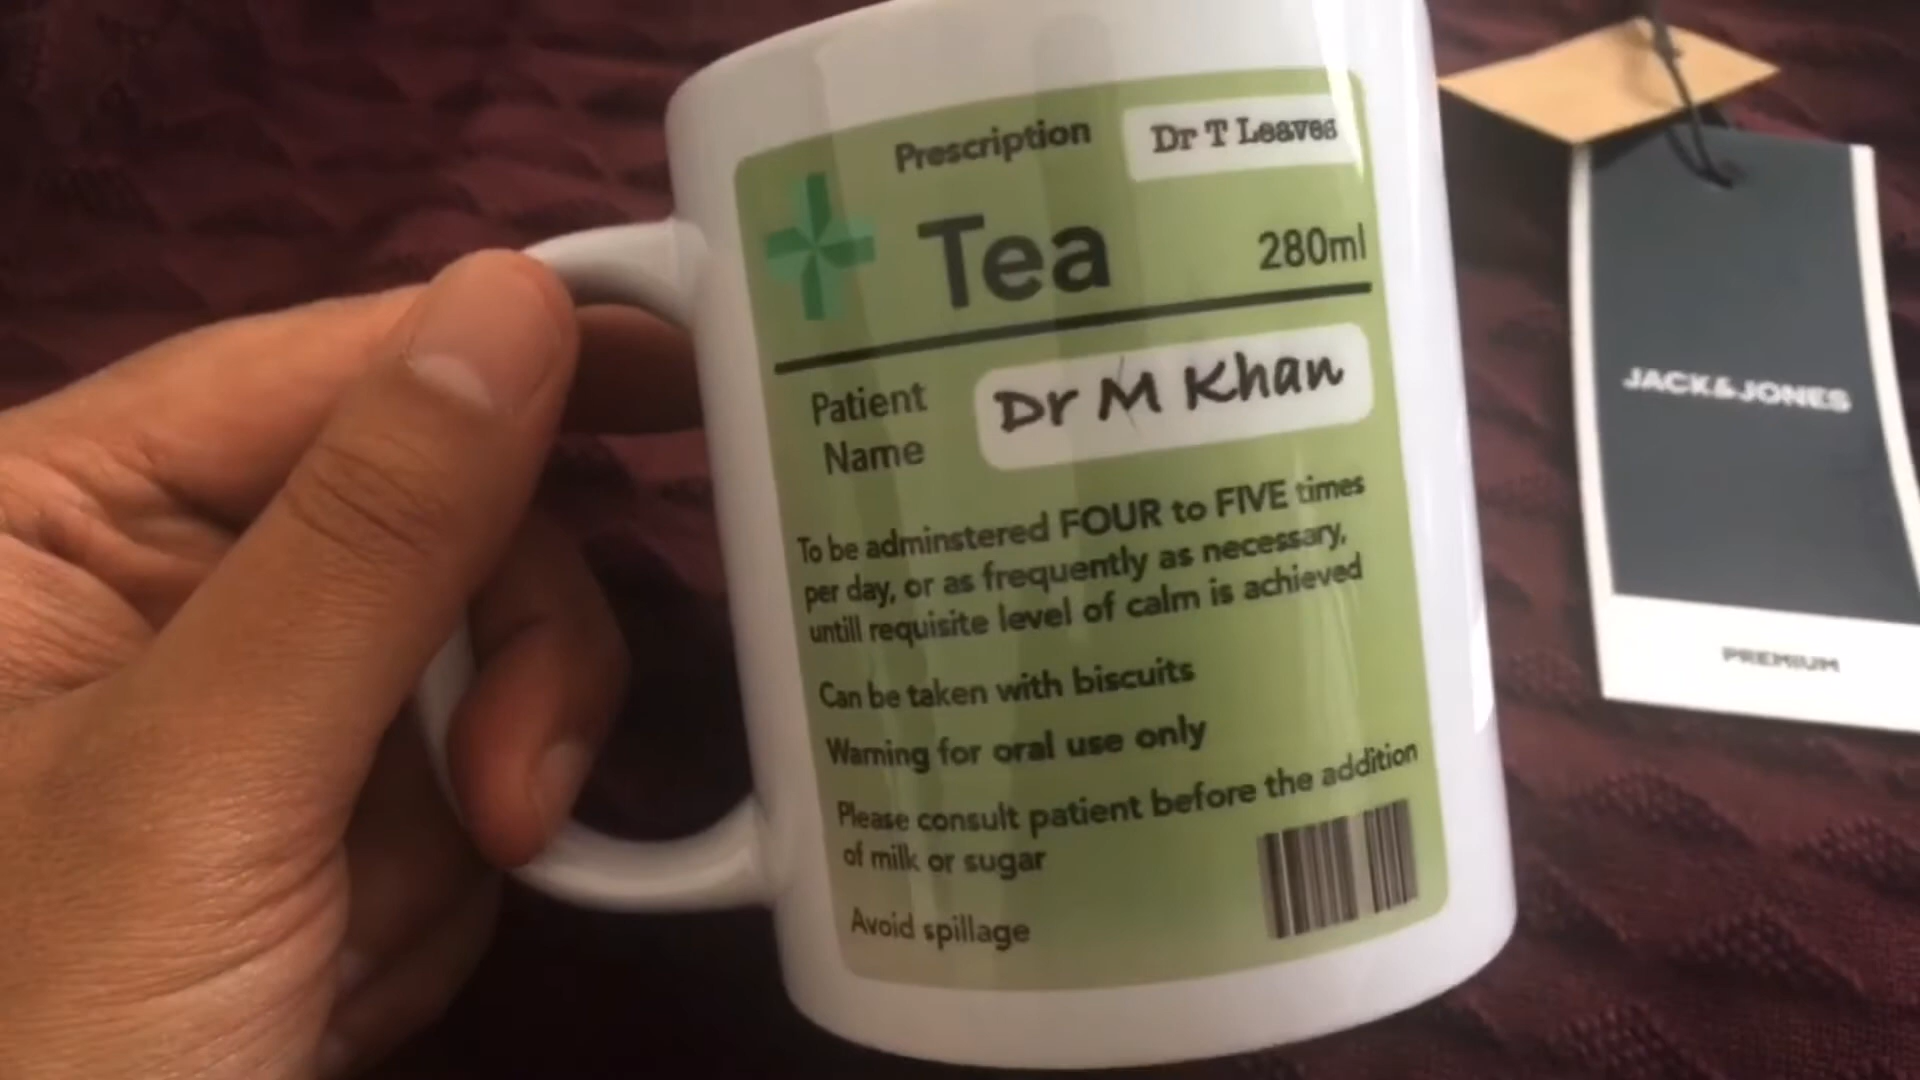 Prescription
Dr T Leaves
Tea
280ml
Patient
Name
Dr M Khan
To be adminstered FOUR to FIVE times
per day, or as frequently as necessary,
untill requisite level of calm is achieved
Can be taken with biscuits
Warning for oral use only
Please consult patient before the addition
of milk or sugar
Avoid spillage
JACK&JONES
PREMIUM